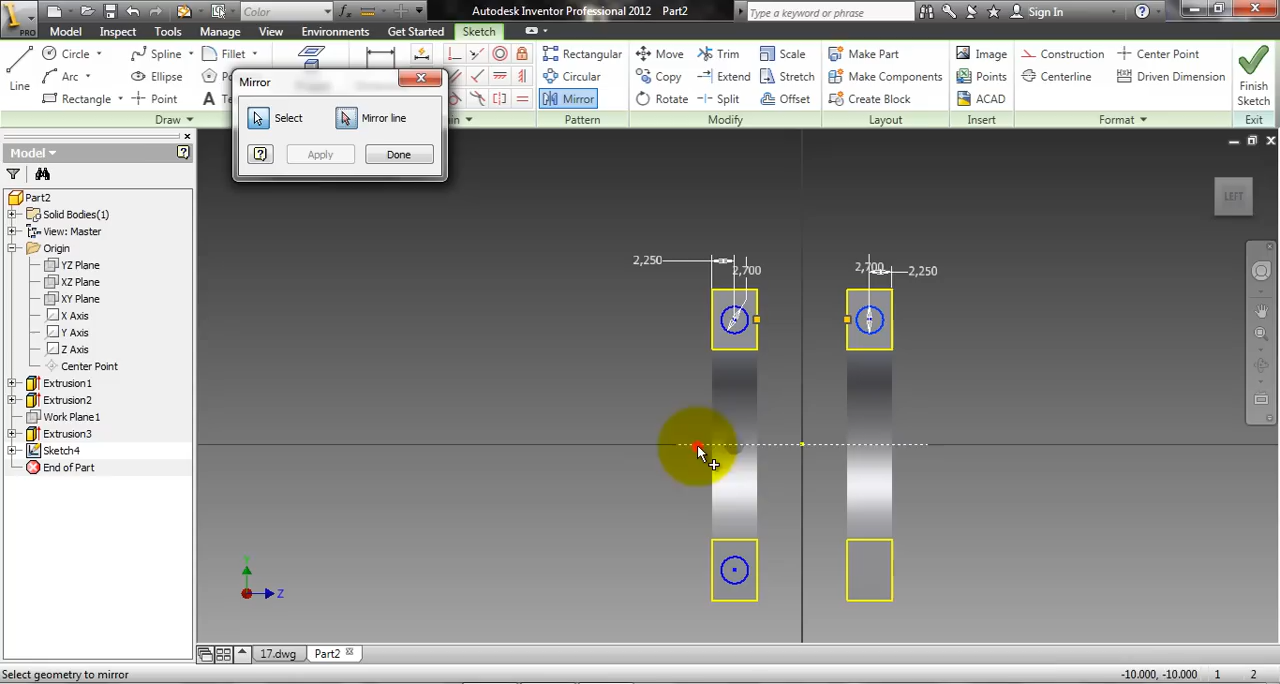 Color
Autodesk Inventor Professional 2012 Part2
Type a keyword or phrase
Sign In
PRO
Model Inspect Tools Manage View Environments Get Started Sketch
Line
Circle
Arc
Rectangle
Spline
Ellipse
Point
Fillet
Draw
Rectangular
Circular
Mirror
Pattern
Move
Copy
Rotate
Trim
Extend
Split
Scale
Stretch
Offset
Modify
Make Part
Make Components
Create Block
Layout
Image
Points
ACAD
Insert
Construction
Centerline
Center Point
Driven Dimension
Format
Finish
Sketch
Exit
Mirror
Select
Mirror line
Apply
Done
Model
Part2
Solid Bodies(1)
View: Master
Origin
YZ Plane
XZ Plane
XY Plane
X Axis
Y Axis
Z Axis
Center Point
Extrusion1
Extrusion2
Work Plane1
Extrusion3
Sketch4
End of Part
LEFT
2,250
2,700
2,700
2,250
Z
17.dwg
Part2
Select geometry to mirror
-10.000, -10.000 1 2